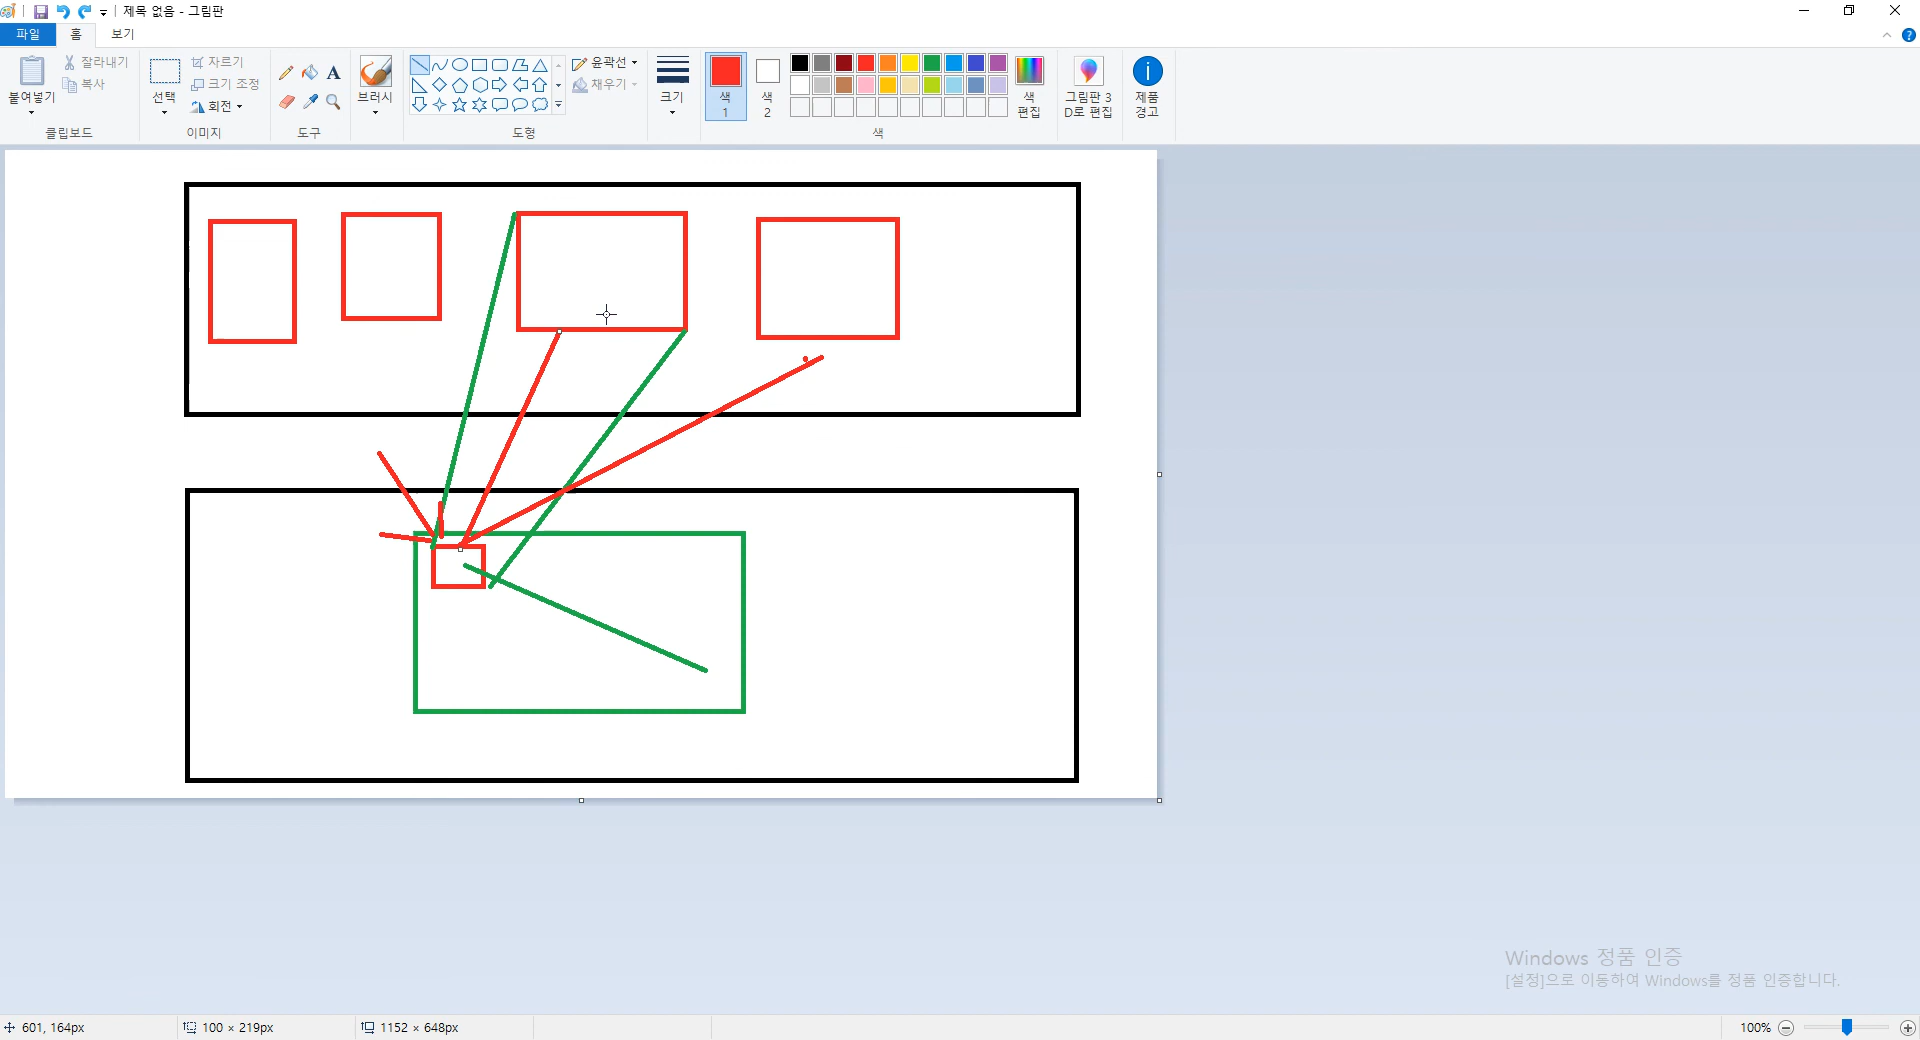 제목 없음 - 그림판
파일 홈 보기
붙여넣기
잘라내기
복사
클립보드
선택
자르기
크기 조정
회전
이미지
A
도구
브러시
윤곽선
채우기
도형
크기
색
1
색
2
색
편집
색
그림판 3
D로 편집
제품
경고
Windows 정품 인증
[설정]으로 이동하여 Windows를 정품 인증합니다.
601, 164px
100 × 219px
1152 × 648px
100%